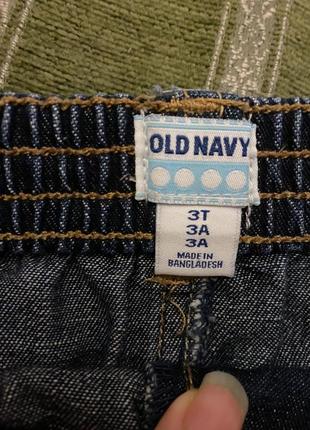 OLD NAVY
3T
3A
3A
MADE IN
BANGLADESH